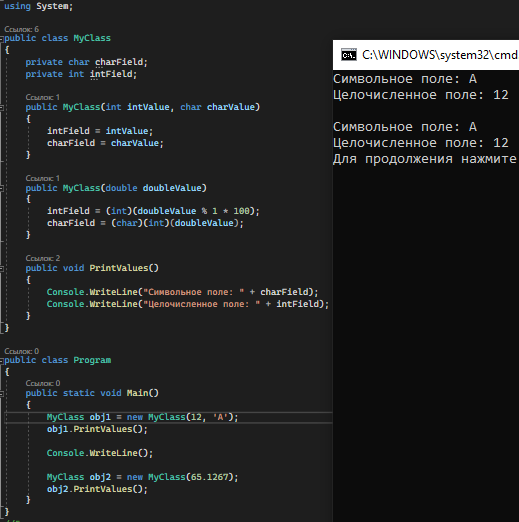 using System;
Ссылок: 6
public class MyClass
{
private char charField;
private int intField;
Ссылок: 1
public MyClass(int intValue, char charValue)
{
intField = intValue;
charField = charValue;
}
Ссылок: 1
public MyClass(double doubleValue)
{
intField = (int)(doubleValue % 1 * 100);
charField = (char)(int)(doubleValue);
}
Ссылок: 2
public void PrintValues()
{
Console.WriteLine("Символьное поле: " + charField);
Console.WriteLine("Целочисленное поле: " + intField);
}
}
Ссылок: 0
public class Program
{
Ссылок: 0
public static void Main()
{
MyClass obj1 = new MyClass(12, 'A');
obj1.PrintValues();
Console.WriteLine();
MyClass obj2 = new MyClass(65.1267);
obj2.PrintValues();
}
}
C:\WINDOWS\system32\cmd
Символьное поле: A
Целочисленное поле: 12
Символьное поле: A
Целочисленное поле: 12
Для продолжения нажмите